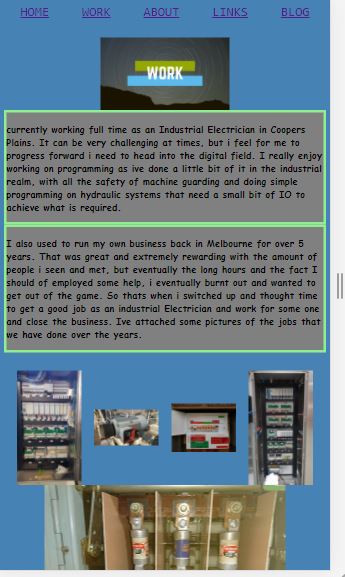 HOME WORK ABOUT LINKS BLOG
WORK
currently working full time as an Industrial Electrician in Coopers
Plains. It can be very challenging at times, but i feel for me to
progress forward i need to head into the digital field. I really enjoy
working on programming as ive done a little bit of it in the industrial
realm, with all the safety of machine guarding and doing simple
programming on hydraulic systems that need a small bit of IO to
achieve what is required.
I also used to run my own business back in Melbourne for over 5
years. That was great and extremely rewarding with the amount of
people i seen and met, but eventually the long hours and the fact I
should of employed some help, i eventually burnt out and wanted to
get out of the game. So thats when i switched up and thought time
to get a good job as an industrial Electrician and work for some one
and close the business. Ive attached some pictures of the jobs that
we have done over the years.